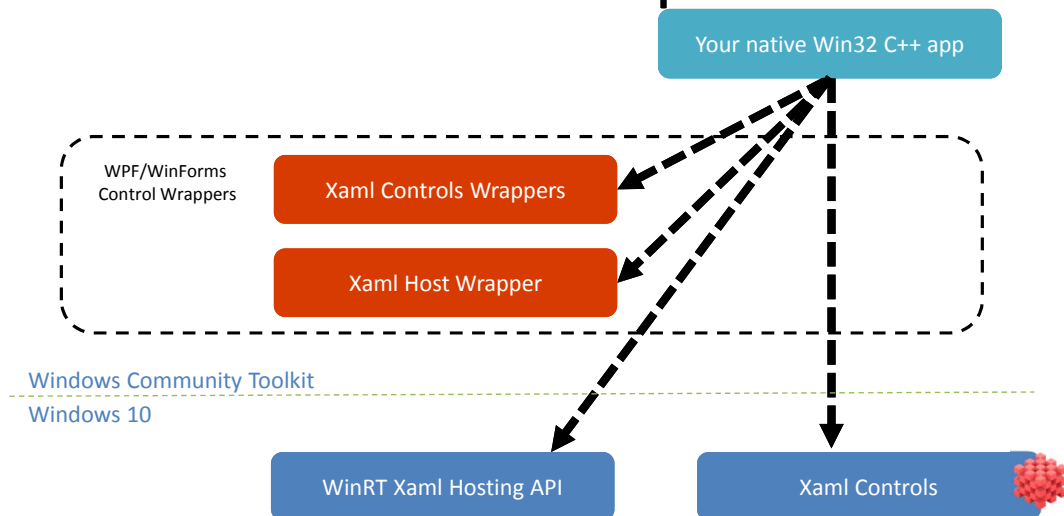 Your native Win32 C++ app
WPF/WinForms
Control Wrappers
Xaml Controls Wrappers
Xaml Host Wrapper
Windows Community Toolkit
Windows 10
WinRT Xaml Hosting API
Xaml Controls